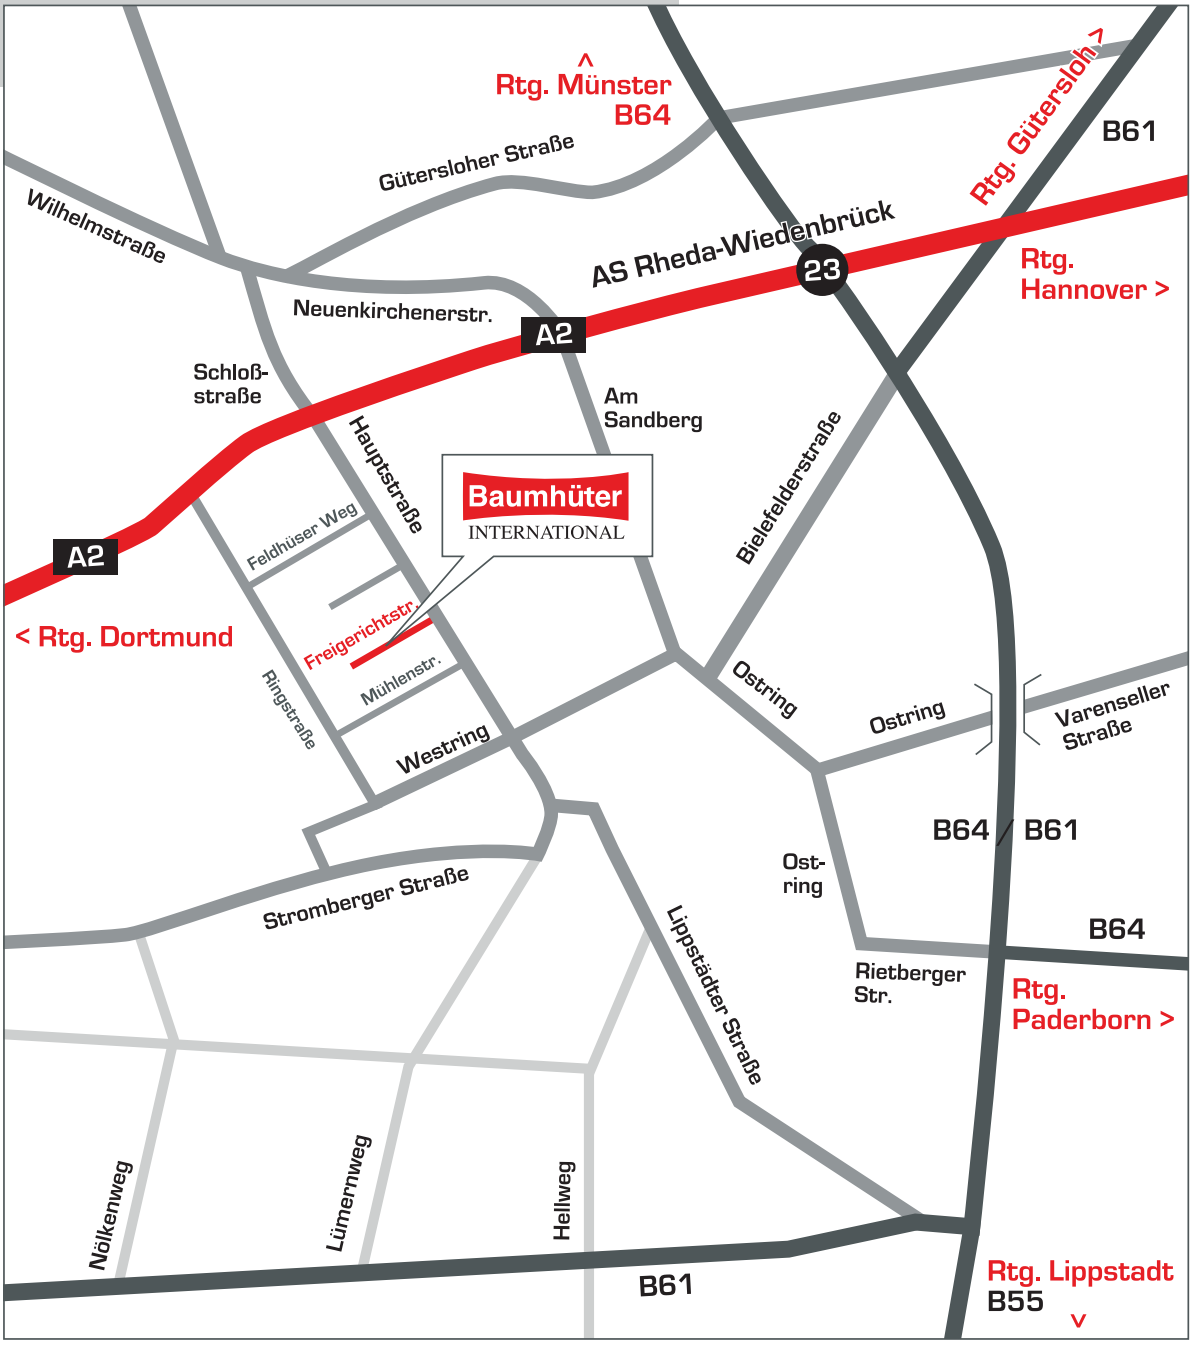 ^
Rtg. Münster
B64
Rtg. Gütersloh >
B61
Gütersloher Straße
Wilhelmstraße
AS Rheda-Wiedenbrück
23
Rtg.
Hannover >
Neuenkirchenerstr.
A2
Schloß-
straße
Am
Sandberg
Hauptstraße
Bielefelderstraße
Baumhüter
INTERNATIONAL
Feldhüser Weg
A2
< Rtg. Dortmund
Freigerichtstr.
Mühlenstr.
Ringstraße
Westring
Ostring
Ostring
Varenseller
Straße
B64 / B61
Ost-
ring
Stromberger Straße
Lippstädter Straße
B64
Rietberger
Str.
Rtg.
Paderborn >
Nölkenweg
Lümernweg
Hellweg
B61
Rtg. Lippstadt
B55
v